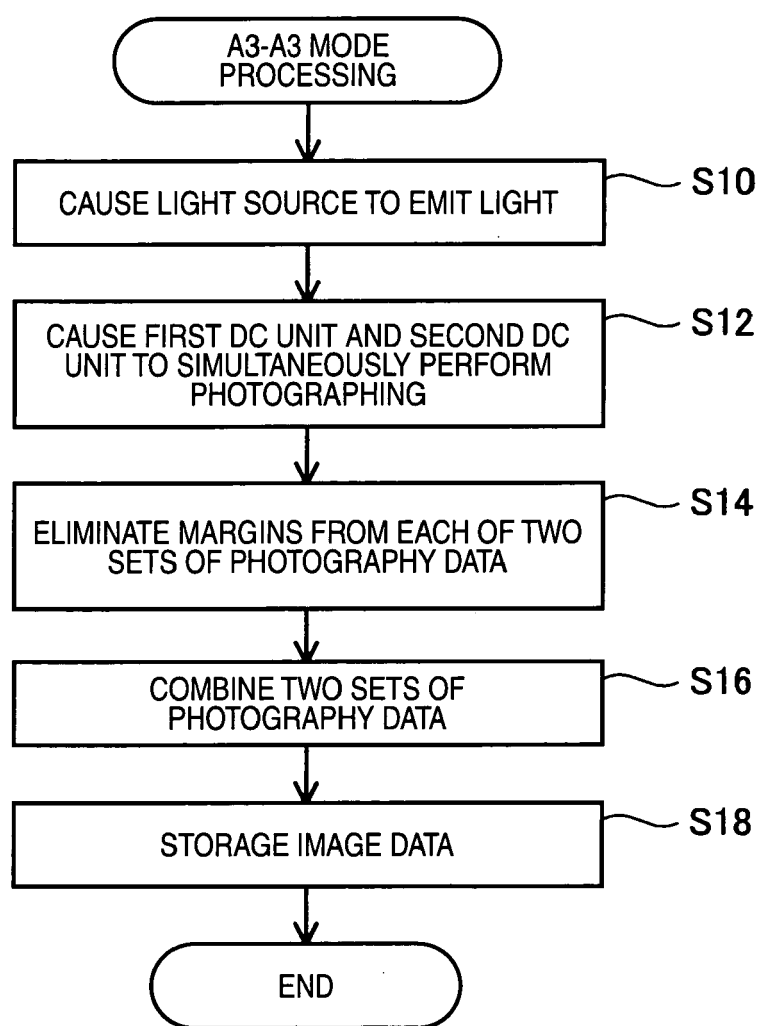 A3-A3 MODE
PROCESSING
CAUSE LIGHT SOURCE TO EMIT LIGHT
S10
CAUSE FIRST DC UNIT AND SECOND DC
UNIT TO SIMULTANEOUSLY PERFORM
PHOTOGRAPHING
S12
ELIMINATE MARGINS FROM EACH OF TWO
SETS OF PHOTOGRAPHY DATA
S14
COMBINE TWO SETS OF
PHOTOGRAPHY DATA
S16
STORAGE IMAGE DATA
S18
END